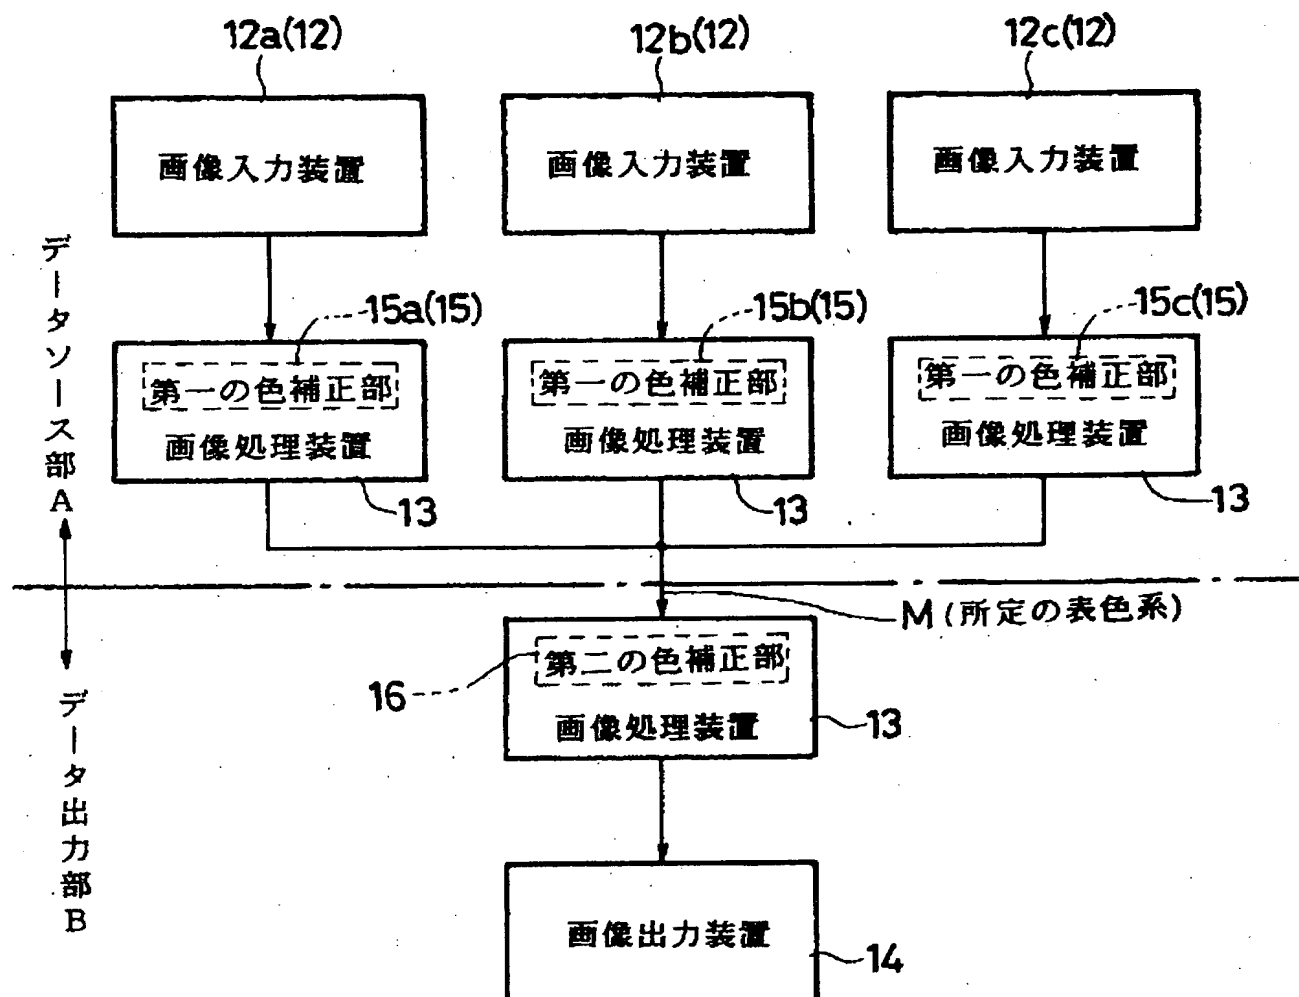 12a(12)
12b(12)
12c(12)
画像入力装置
画像入力装置
画像入力装置
データソース部A
15a(15)
15b(15)
15c(15)
第一の色補正部
第一の色補正部
第一の色補正部
画像処理装置
画像処理装置
画像処理装置
13
13
13
M(所定の表色系)
第二の色補正部
16
画像処理装置
13
データ出力部B
画像出力装置
14